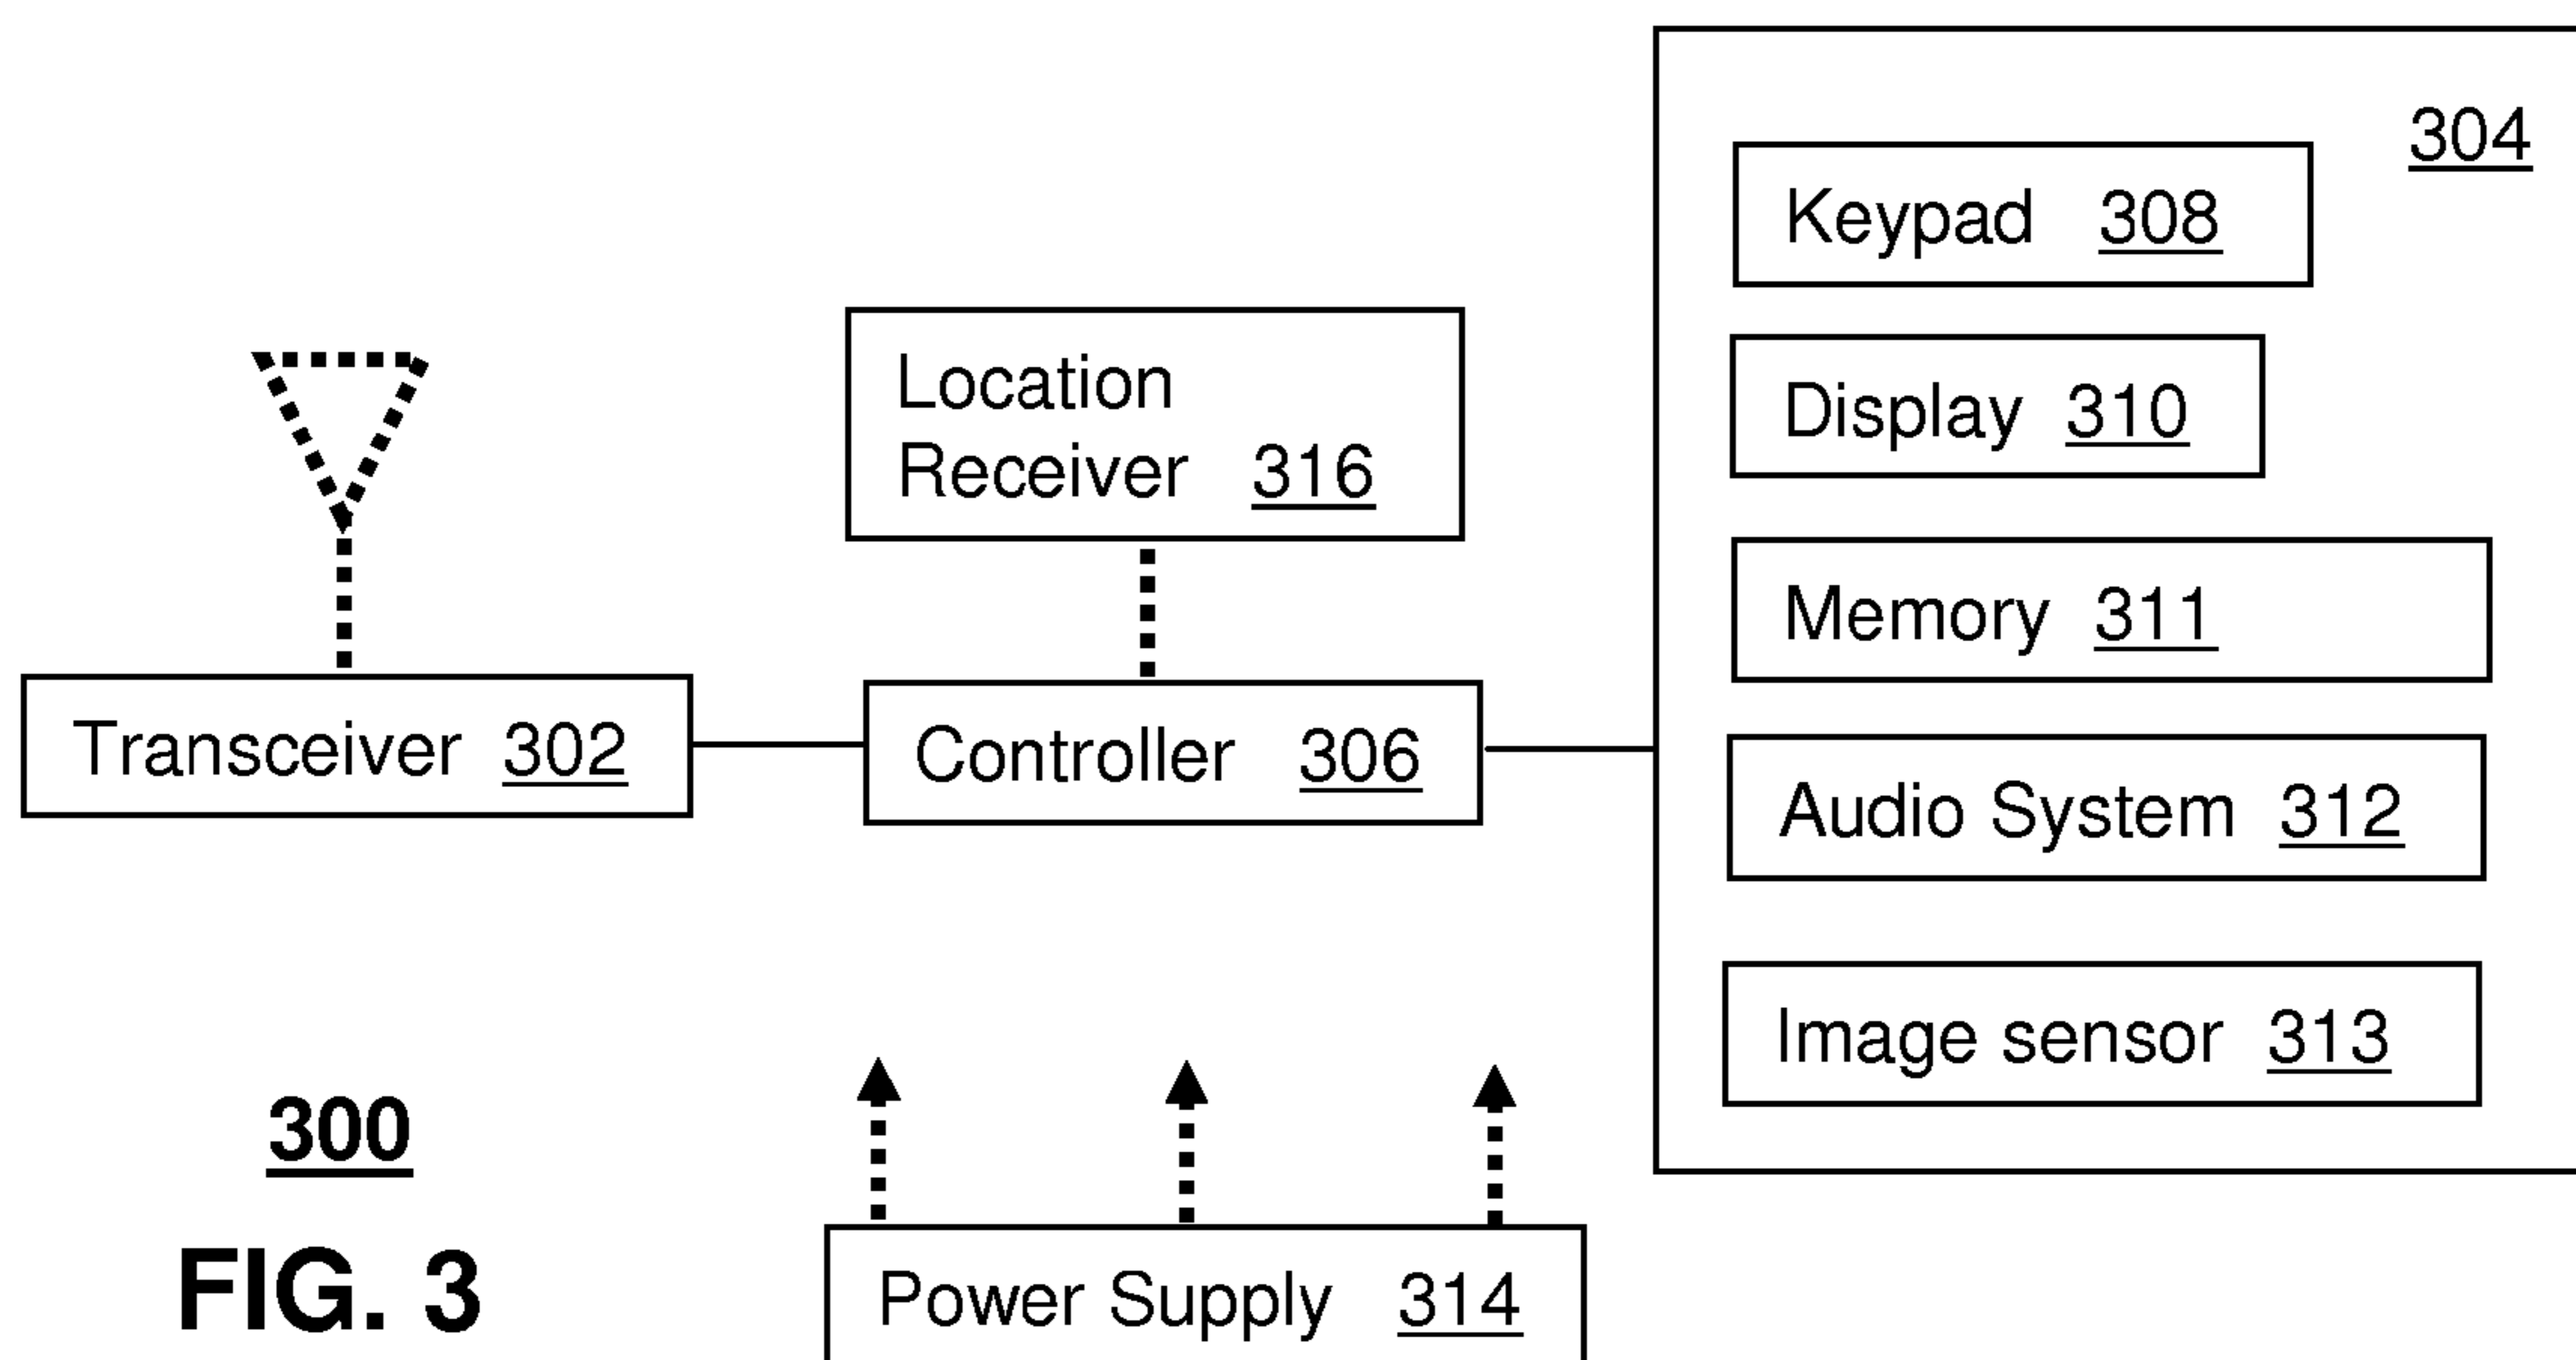 304
Keypad 308
Display 310
Location
Receiver 316
Memory 311
Transceiver 302
Controller 306
Audio System 312
Image sensor 313
300
FIG. 3
Power Supply 314